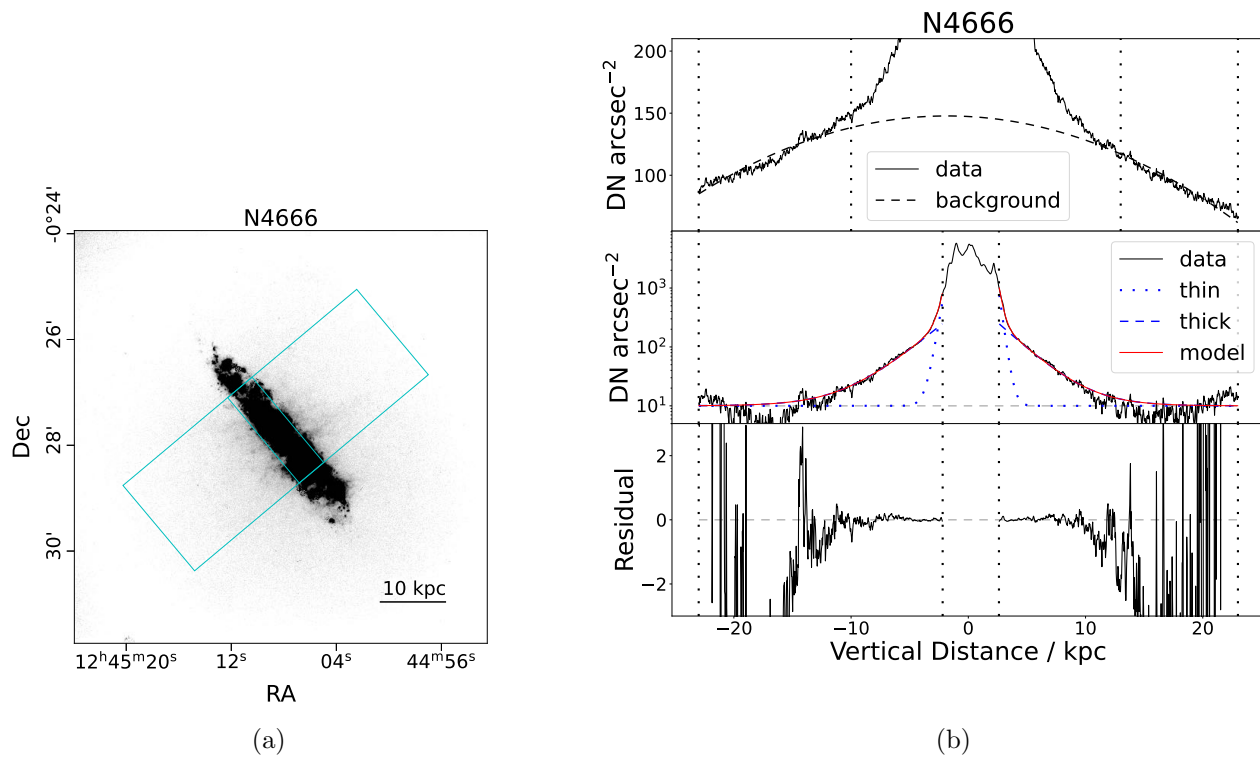 N4666
-0°24'
26'
28'
30'
Dec
10 kpc
12ʰ45ᵐ20ˢ
12ˢ
04ˢ
44ᵐ56ˢ
RA
(a)
N4666
DN arcsec⁻²
200
150
100
data
background
DN arcsec⁻²
10³
10²
10¹
data
thin
thick
model
Residual
2
0
−2
−20
−10
0
10
20
Vertical Distance / kpc
(b)